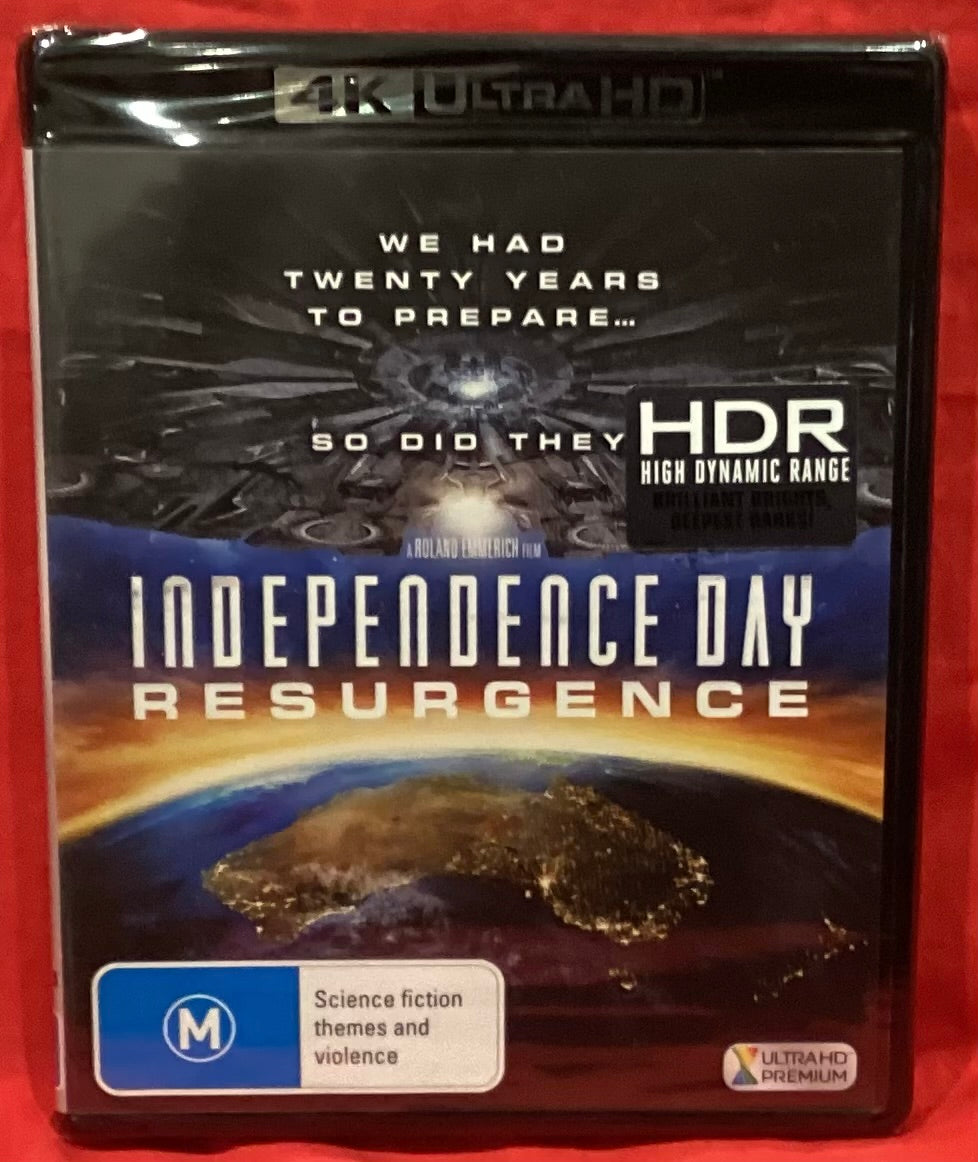 4K ULTRA HD™
WE HAD
TWENTY YEARS
TO PREPARE...
SO DID THEY
HDR
HIGH DYNAMIC RANGE
BRILLIANT BRIGHTS,
DEEPEST DARKS!
A ROLAND EMMERICH FILM
INDEPENDENCE DAY
RESURGENCE
M
Science fiction
themes and
violence
ULTRA HD
PREMIUM